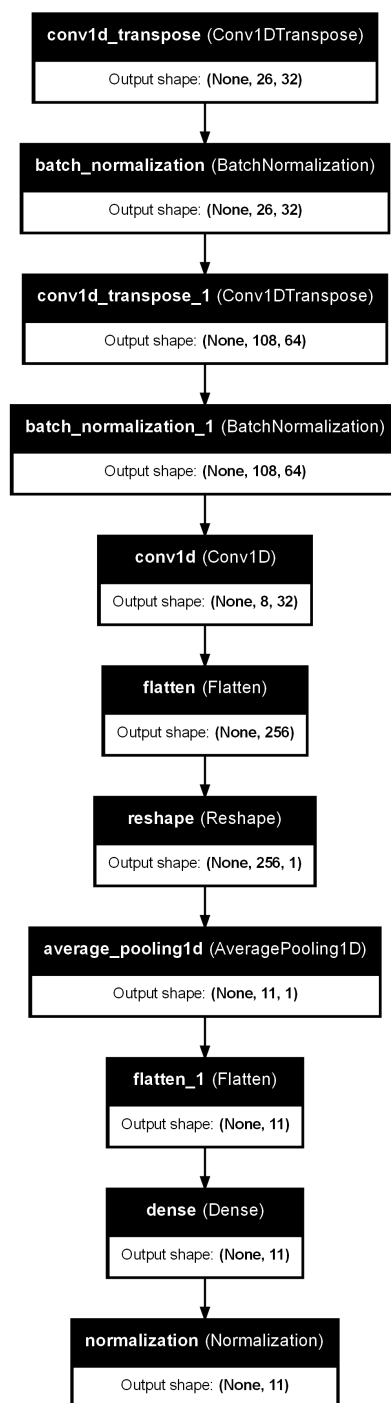 conv1d_transpose (Conv1DTranspose)
Output shape: (None, 26, 32)
batch_normalization (BatchNormalization)
Output shape: (None, 26, 32)
conv1d_transpose_1 (Conv1DTranspose)
Output shape: (None, 108, 64)
batch_normalization_1 (BatchNormalization)
Output shape: (None, 108, 64)
conv1d (Conv1D)
Output shape: (None, 8, 32)
flatten (Flatten)
Output shape: (None, 256)
reshape (Reshape)
Output shape: (None, 256, 1)
average_pooling1d (AveragePooling1D)
Output shape: (None, 11, 1)
flatten_1 (Flatten)
Output shape: (None, 11)
dense (Dense)
Output shape: (None, 11)
normalization (Normalization)
Output shape: (None, 11)